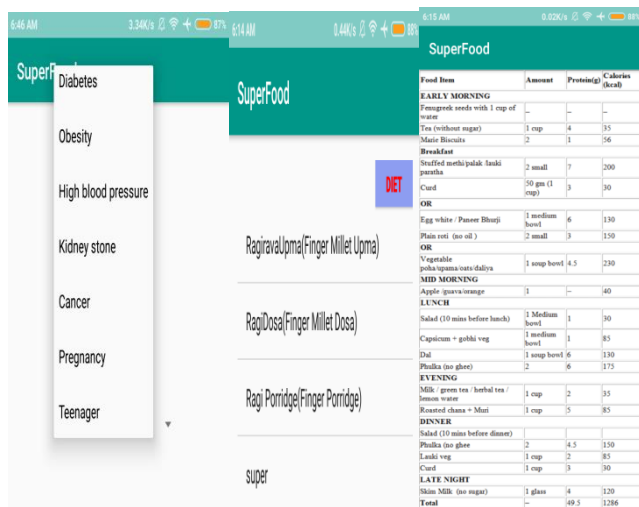 6:46 AM 3.34K/s 87%
SuperF
Diabetes
Obesity
High blood pressure
Kidney stone
Cancer
Pregnancy
Teenager
6:14 AM 0.44K/s 88%
SuperFood
DIET
RagiravaUpma(Finger Millet Upma)
RagiDosa(Finger Millet Dosa)
Ragi Porridge(Finger Porridge)
super
6:15 AM 0.02K/s 88%
SuperFood
Food Item Amount Protein(g) Calories (kcal)
EARLY MORNING
Fenugreek seeds with 1 cup of water – – –
Tea (without sugar) 1 cup 4 35
Marie Biscuits 2 1 56
Breakfast
Stuffed methi/palak /lauki paratha 2 small 7 200
Curd 50 gm (1 cup) 3 30
OR
Egg white / Paneer Bhurji 1 medium bowl 6 130
Plain roti (no oil ) 2 small 3 150
OR
Vegetable poha/upama/oats/daliya 1 soup bowl 4.5 230
MID MORNING
Apple /guava/orange 1 – 40
LUNCH
Salad (10 mins before lunch) 1 Medium bowl 1 30
Capsicum + gobhi veg 1 medium bowl 1 85
Dal 1 soup bowl 6 130
Phulka (no ghee) 2 6 175
EVENING
Milk / green tea / herbal tea / lemon water 1 cup 2 35
Roasted chana + Muri 1 cup 5 85
DINNER
Salad (10 mins before dinner)
Phulka (no ghee 2 4.5 150
Lauki veg 1 cup 2 85
Curd 1 cup 3 30
LATE NIGHT
Skim Milk (no sugar) 1 glass 4 120
Total – 49.5 1286